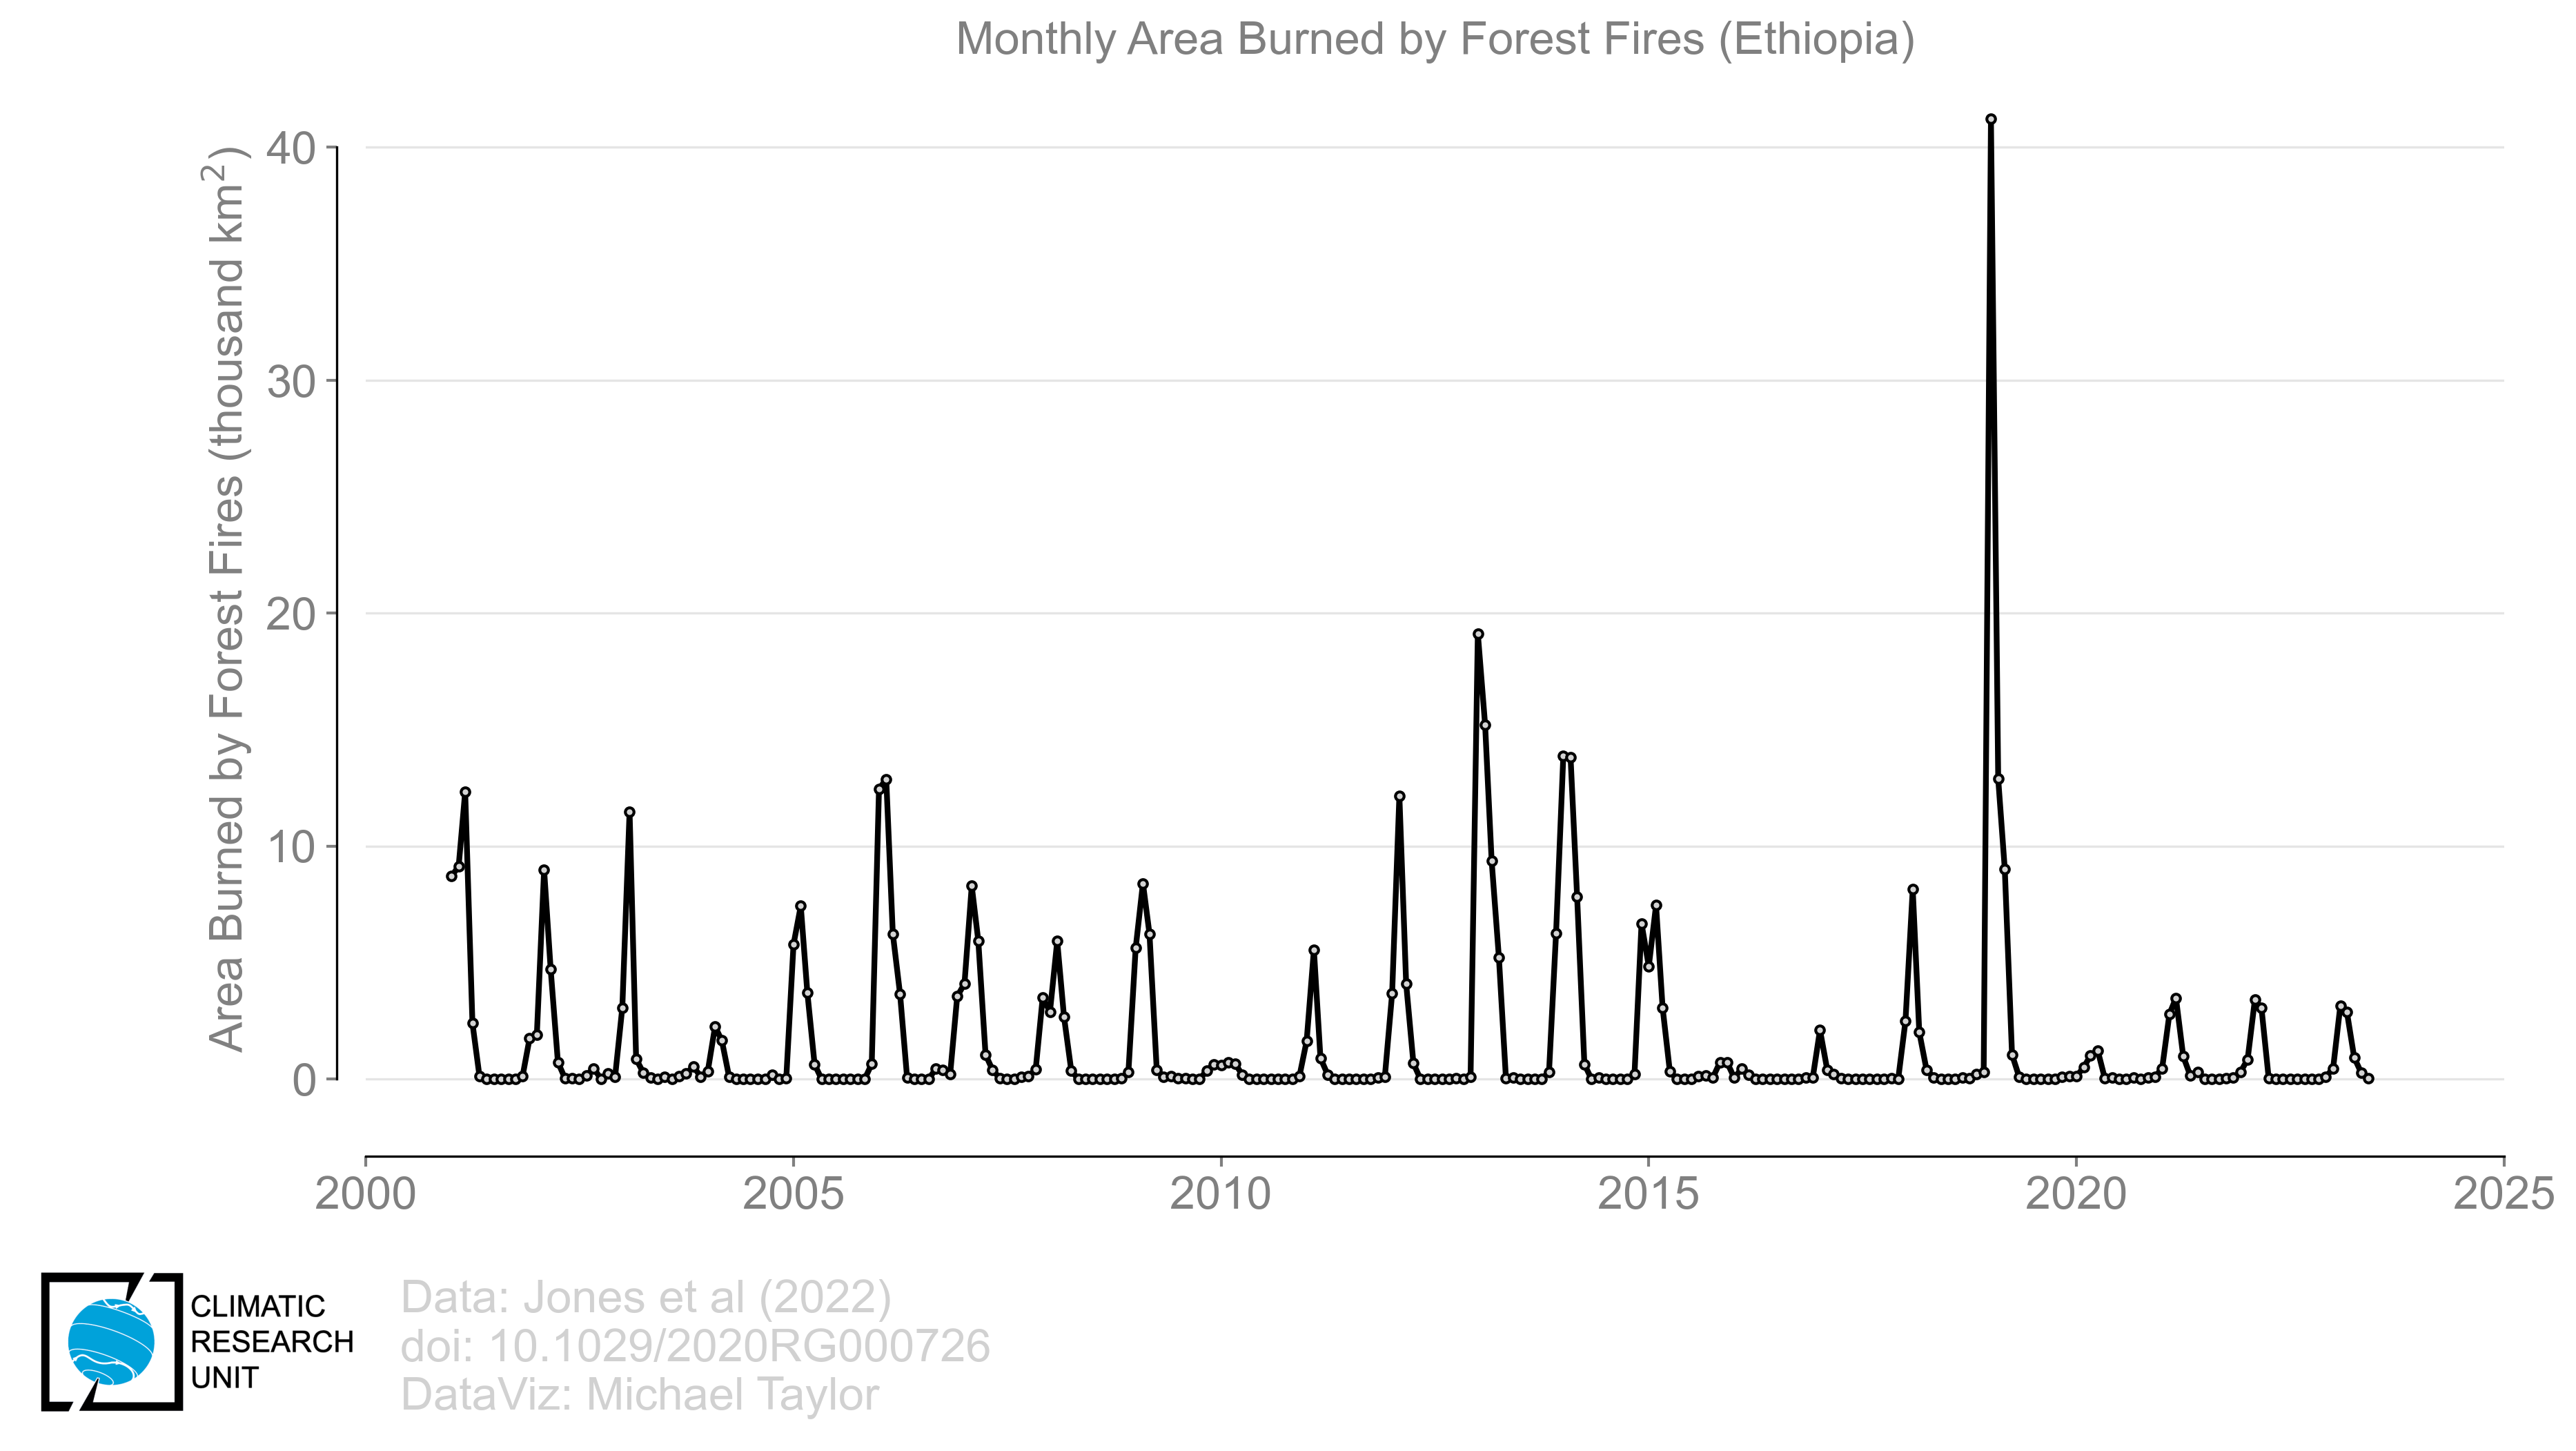 Monthly Area Burned by Forest Fires (Ethiopia)
Area Burned by Forest Fires (thousand km²)
40
30
20
10
0
2000
2005
2010
2015
2020
2025
CLIMATIC
RESEARCH
UNIT
Data: Jones et al (2022)
doi: 10.1029/2020RG000726
DataViz: Michael Taylor